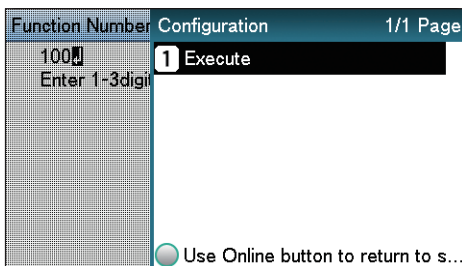 Function Number
100
Enter 1-3digi
Configuration 1/1 Page
1 Execute
Use Online button to return to s...